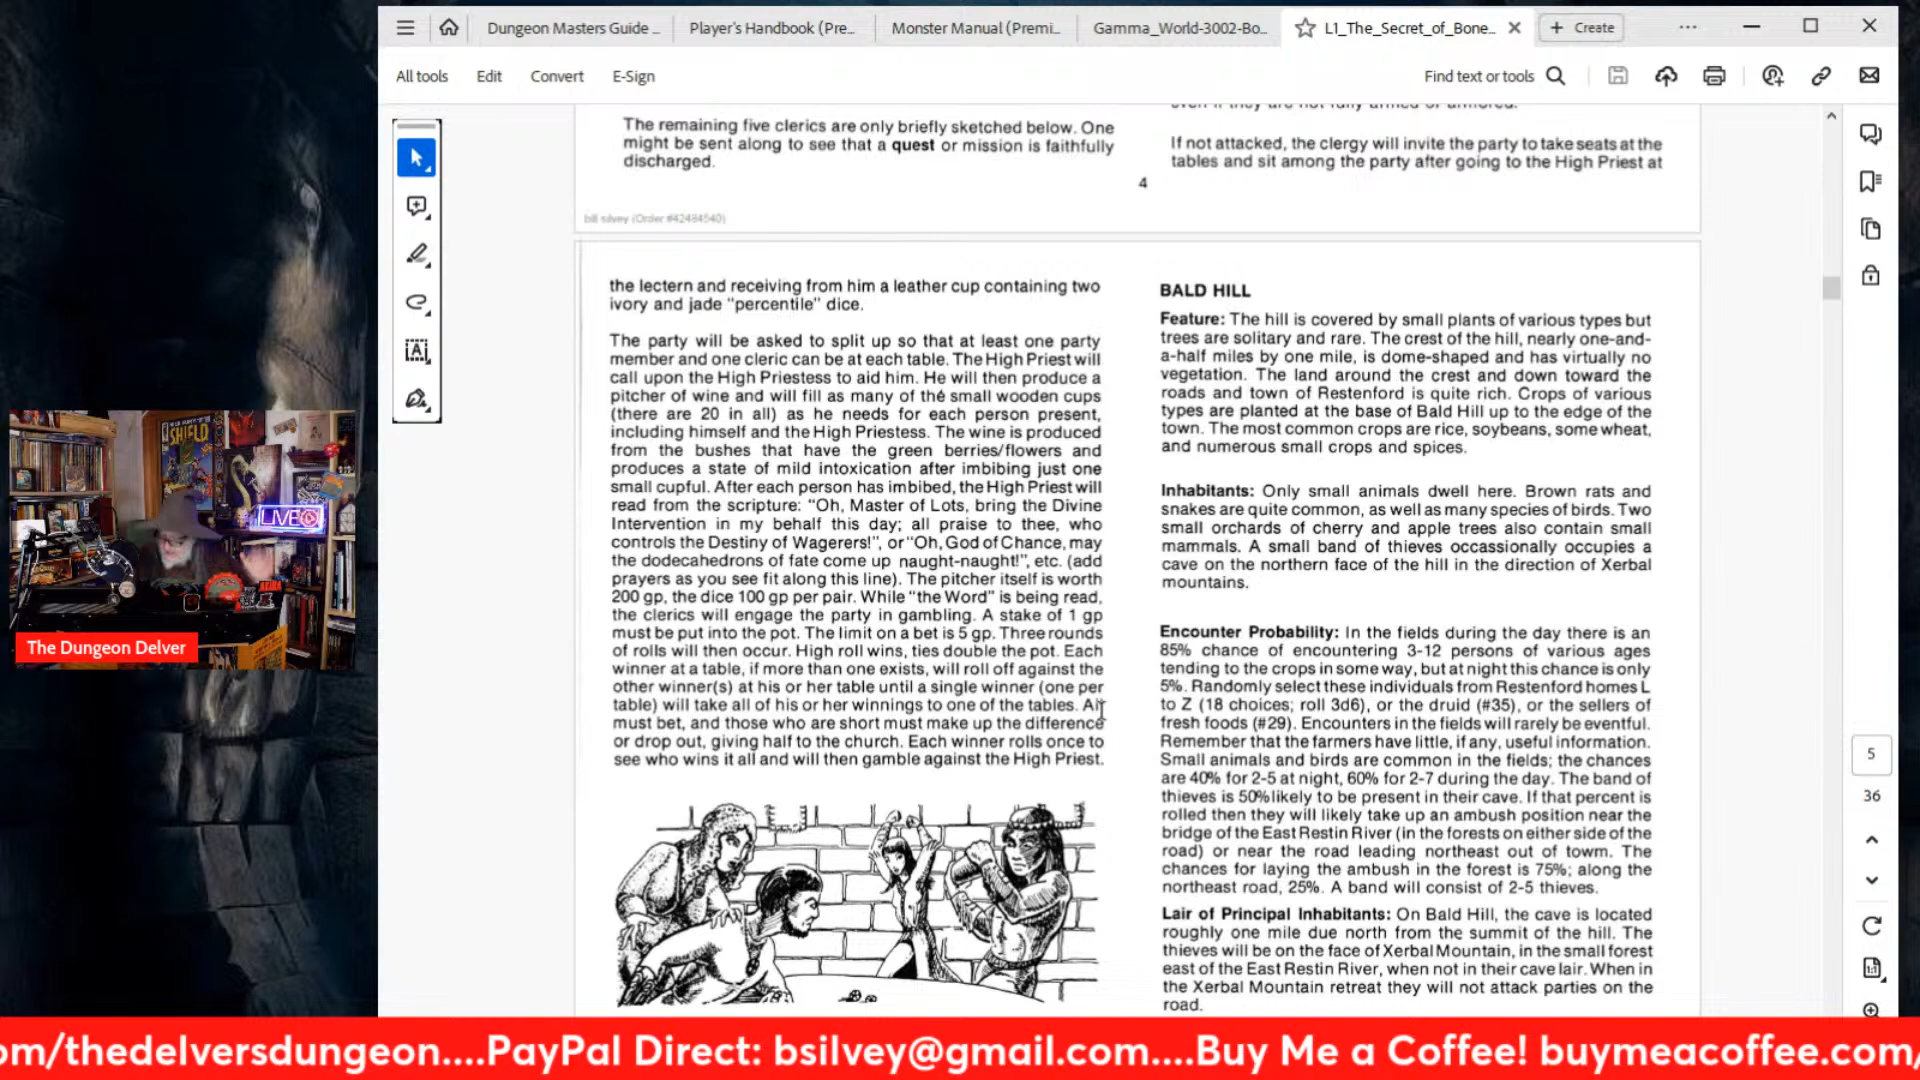 Dungeon Masters Guide ...
Player's Handbook (Pre...
Monster Manual (Premi...
Gamma_World-3002-Bo...
L1_The_Secret_of_Bone...
Create
All tools
Edit
Convert
E-Sign
Find text or tools
The remaining five clerics are only briefly sketched below. One
might be sent along to see that a quest or mission is faithfully
discharged.
even if they are not fully armed or armored.
If not attacked, the clergy will invite the party to take seats at the
tables and sit among the party after going to the High Priest at
4
bill silvey (Order #42484540)
the lectern and receiving from him a leather cup containing two
ivory and jade "percentile" dice.
The party will be asked to split up so that at least one party
member and one cleric can be at each table. The High Priest will
call upon the High Priestess to aid him. He will then produce a
pitcher of wine and will fill as many of the small wooden cups
(there are 20 in all) as he needs for each person present,
including himself and the High Priestess. The wine is produced
from the bushes that have the green berries/flowers and
produces a state of mild intoxication after imbibing just one
small cupful. After each person has imbibed, the High Priest will
read from the scripture: "Oh, Master of Lots, bring the Divine
Intervention in my behalf this day; all praise to thee, who
controls the Destiny of Wagerers!", or "Oh, God of Chance, may
the dodecahedrons of fate come up naught-naught!", etc. (add
prayers as you see fit along this line). The pitcher itself is worth
200 gp, the dice 100 gp per pair. While "the Word" is being read,
the clerics will engage the party in gambling. A stake of 1 gp
must be put into the pot. The limit on a bet is 5 gp. Three rounds
of rolls will then occur. High roll wins, ties double the pot. Each
winner at a table, if more than one exists, will roll off against the
other winner(s) at his or her table until a single winner (one per
table) will take all of his or her winnings to one of the tables. All
must bet, and those who are short must make up the difference
or drop out, giving half to the church. Each winner rolls once to
see who wins it all and will then gamble against the High Priest.
BALD HILL
Feature: The hill is covered by small plants of various types but
trees are solitary and rare. The crest of the hill, nearly one-and-
a-half miles by one mile, is dome-shaped and has virtually no
vegetation. The land around the crest and down toward the
roads and town of Restenford is quite rich. Crops of various
types are planted at the base of Bald Hill up to the edge of the
town. The most common crops are rice, soybeans, some wheat,
and numerous small crops and spices.
Inhabitants: Only small animals dwell here. Brown rats and
snakes are quite common, as well as many species of birds. Two
small orchards of cherry and apple trees also contain small
mammals. A small band of thieves occassionally occupies a
cave on the northern face of the hill in the direction of Xerbal
mountains.
Encounter Probability: In the fields during the day there is an
85% chance of encountering 3-12 persons of various ages
tending to the crops in some way, but at night this chance is only
5%. Randomly select these individuals from Restenford homes L
to Z (18 choices; roll 3d6), or the druid (#35), or the sellers of
fresh foods (#29). Encounters in the fields will rarely be eventful.
Remember that the farmers have little, if any, useful information.
Small animals and birds are common in the fields; the chances
are 40% for 2-5 at night, 60% for 2-7 during the day. The band of
thieves is 50% likely to be present in their cave. If that percent is
rolled then they will likely take up an ambush position near the
bridge of the East Restin River (in the forests on either side of the
road) or near the road leading northeast out of towm. The
chances for laying the ambush in the forest is 75%; along the
northeast road, 25%. A band will consist of 2-5 thieves.
Lair of Principal Inhabitants: On Bald Hill, the cave is located
roughly one mile due north from the summit of the hill. The
thieves will be on the face of Xerbal Mountain, in the small forest
east of the East Restin River, when not in their cave lair. When in
the Xerbal Mountain retreat they will not attack parties on the
road.
5
36
SHIELD
LIVE
The Dungeon Delver
om/thedelversdungeon....PayPal Direct: bsilvey@gmail.com....Buy Me a Coffee! buymeacoffee.com/